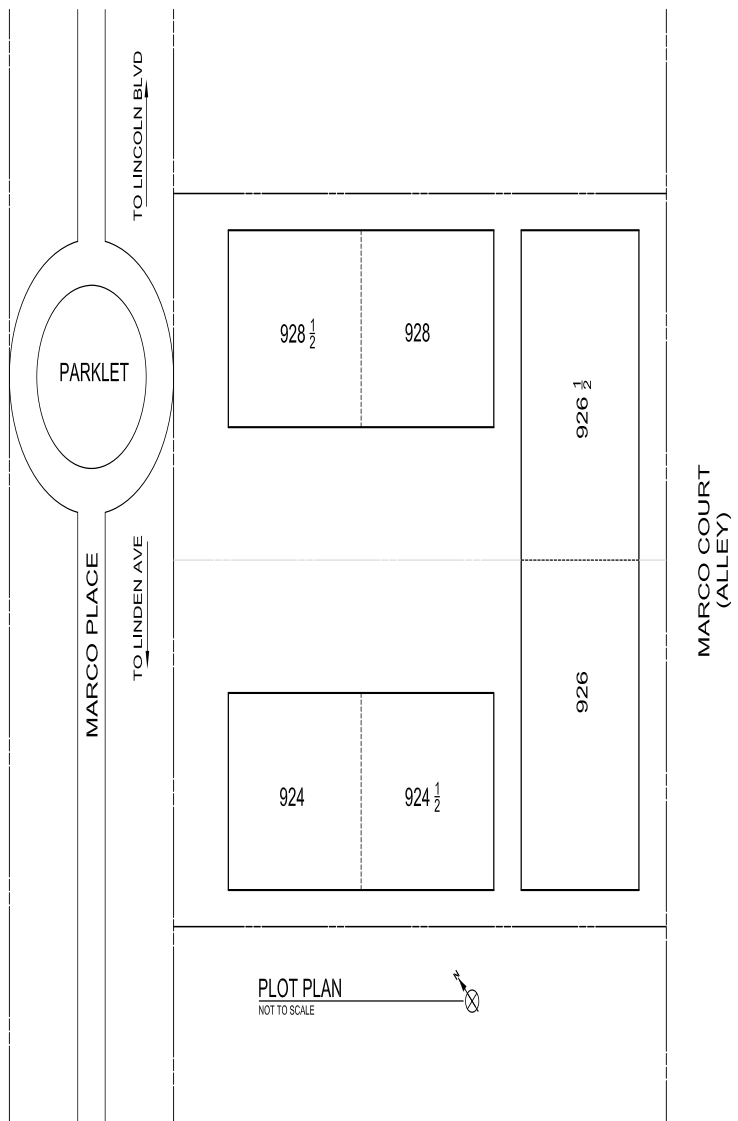 TO LINCOLN BLVD
928 1/2
928
PARKLET
926 1/2
MARCO COURT
(ALLEY)
TO LINDEN AVE
MARCO PLACE
926
924
924 1/2
N
PLOT PLAN
NOT TO SCALE